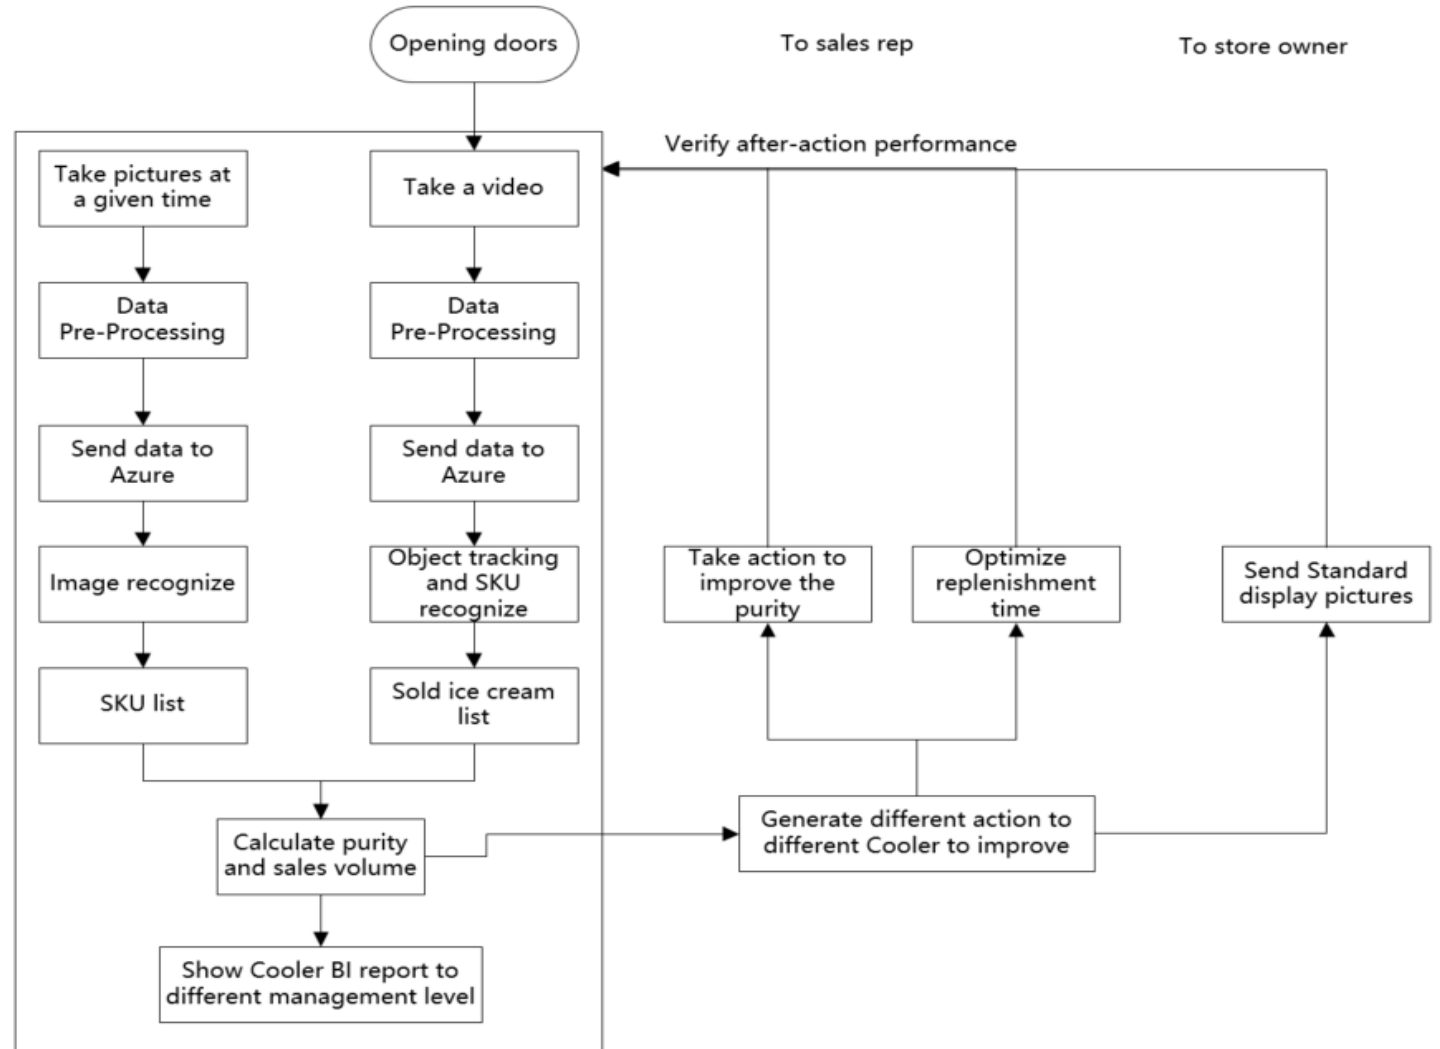 Opening doors
To sales rep
To store owner
Verify after-action performance
Take pictures at
a given time
Take a video
Data
Pre-Processing
Data
Pre-Processing
Send data to
Azure
Send data to
Azure
Image recognize
Object tracking
and SKU
recognize
Take action to
improve the
purity
Optimize
replenishment
time
Send Standard
display pictures
SKU list
Sold ice cream
list
Calculate purity
and sales volume
Generate different action to
different Cooler to improve
Show Cooler BI report to
different management level